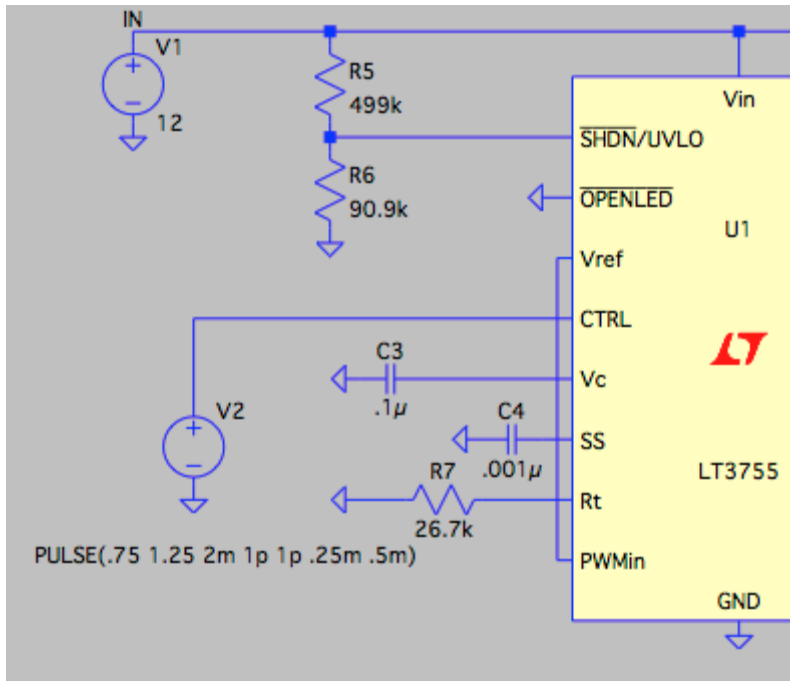 IN
V1
12
R5
499k
R6
90.9k
Vin
SHDN/UVLO
OPENLED
U1
Vref
CTRL
C3
.1µ
Vc
V2
C4
.001µ
SS
LT3755
R7
26.7k
Rt
PULSE(.75 1.25 2m 1p 1p .25m .5m)
PWMin
GND